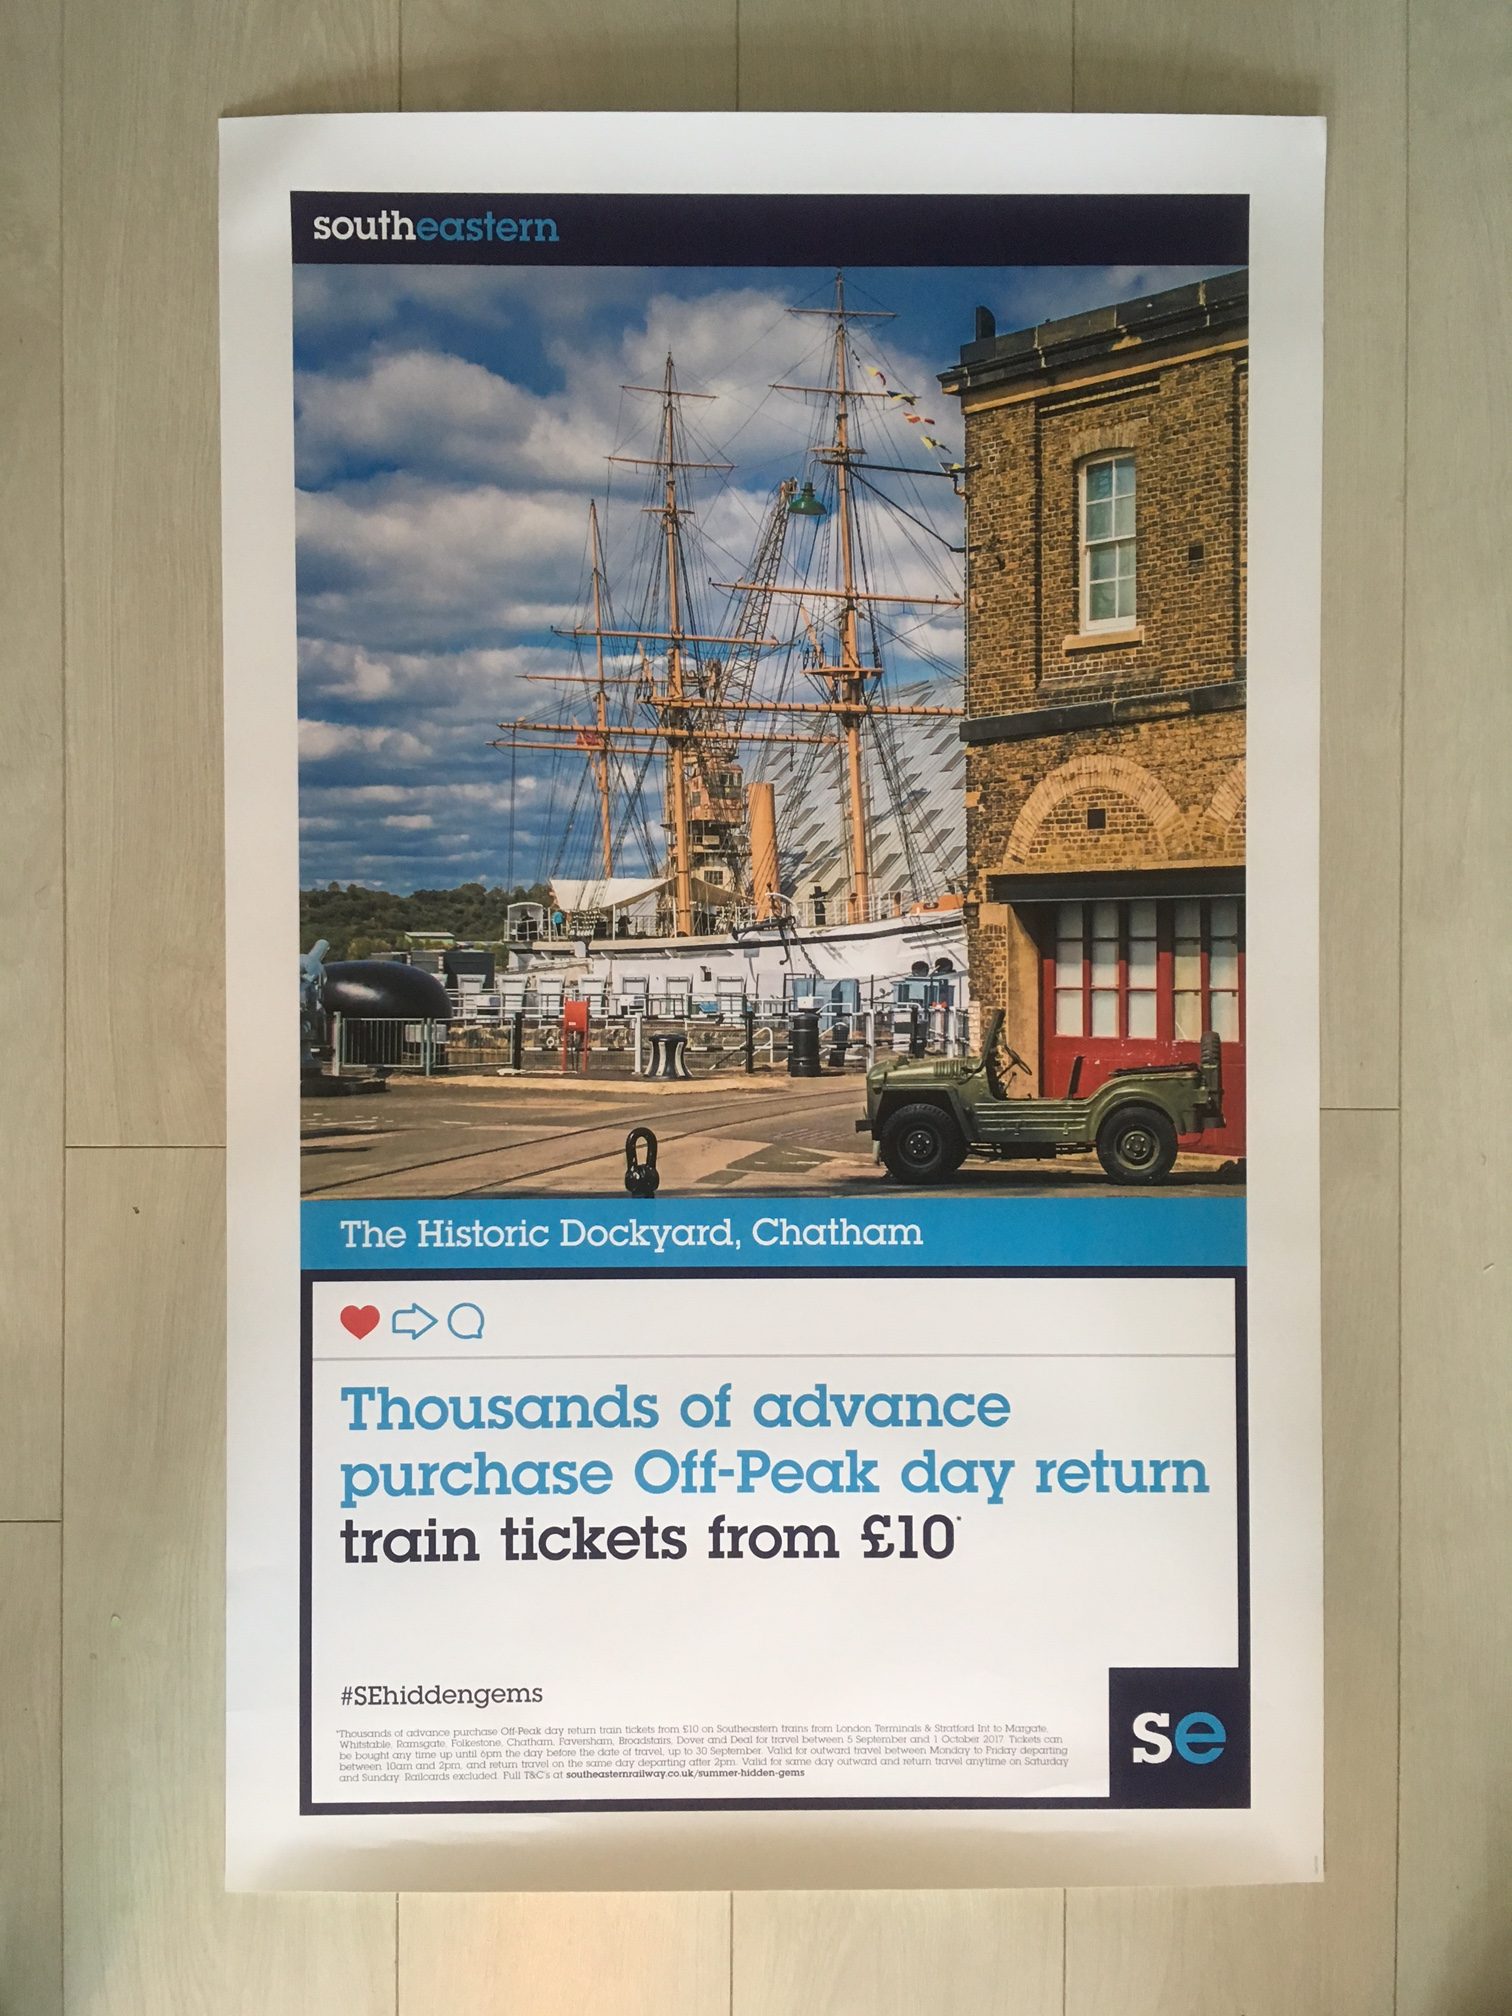 southeastern
The Historic Dockyard, Chatham
Thousands of advance
purchase Off-Peak day return
train tickets from £10*
#SEhiddengems
*Thousands of advance purchase Off-Peak day return train tickets from £10 on Southeastern trains from London Terminals & Stratford Int to Margate,
Whitstable, Ramsgate, Folkestone, Chatham, Faversham, Broadstairs, Dover and Deal for travel between 5 September and 1 October 2017. Tickets can
be bought any time up until 6pm the day before the date of travel, up to 30 September. Valid for outward travel between Monday to Friday departing
between 10am and 2pm, and return travel on the same day departing after 2pm. Valid for same day outward and return travel anytime on Saturday
and Sunday. Railcards excluded. Full T&C's at southeasternrailway.co.uk/summer-hidden-gems
se